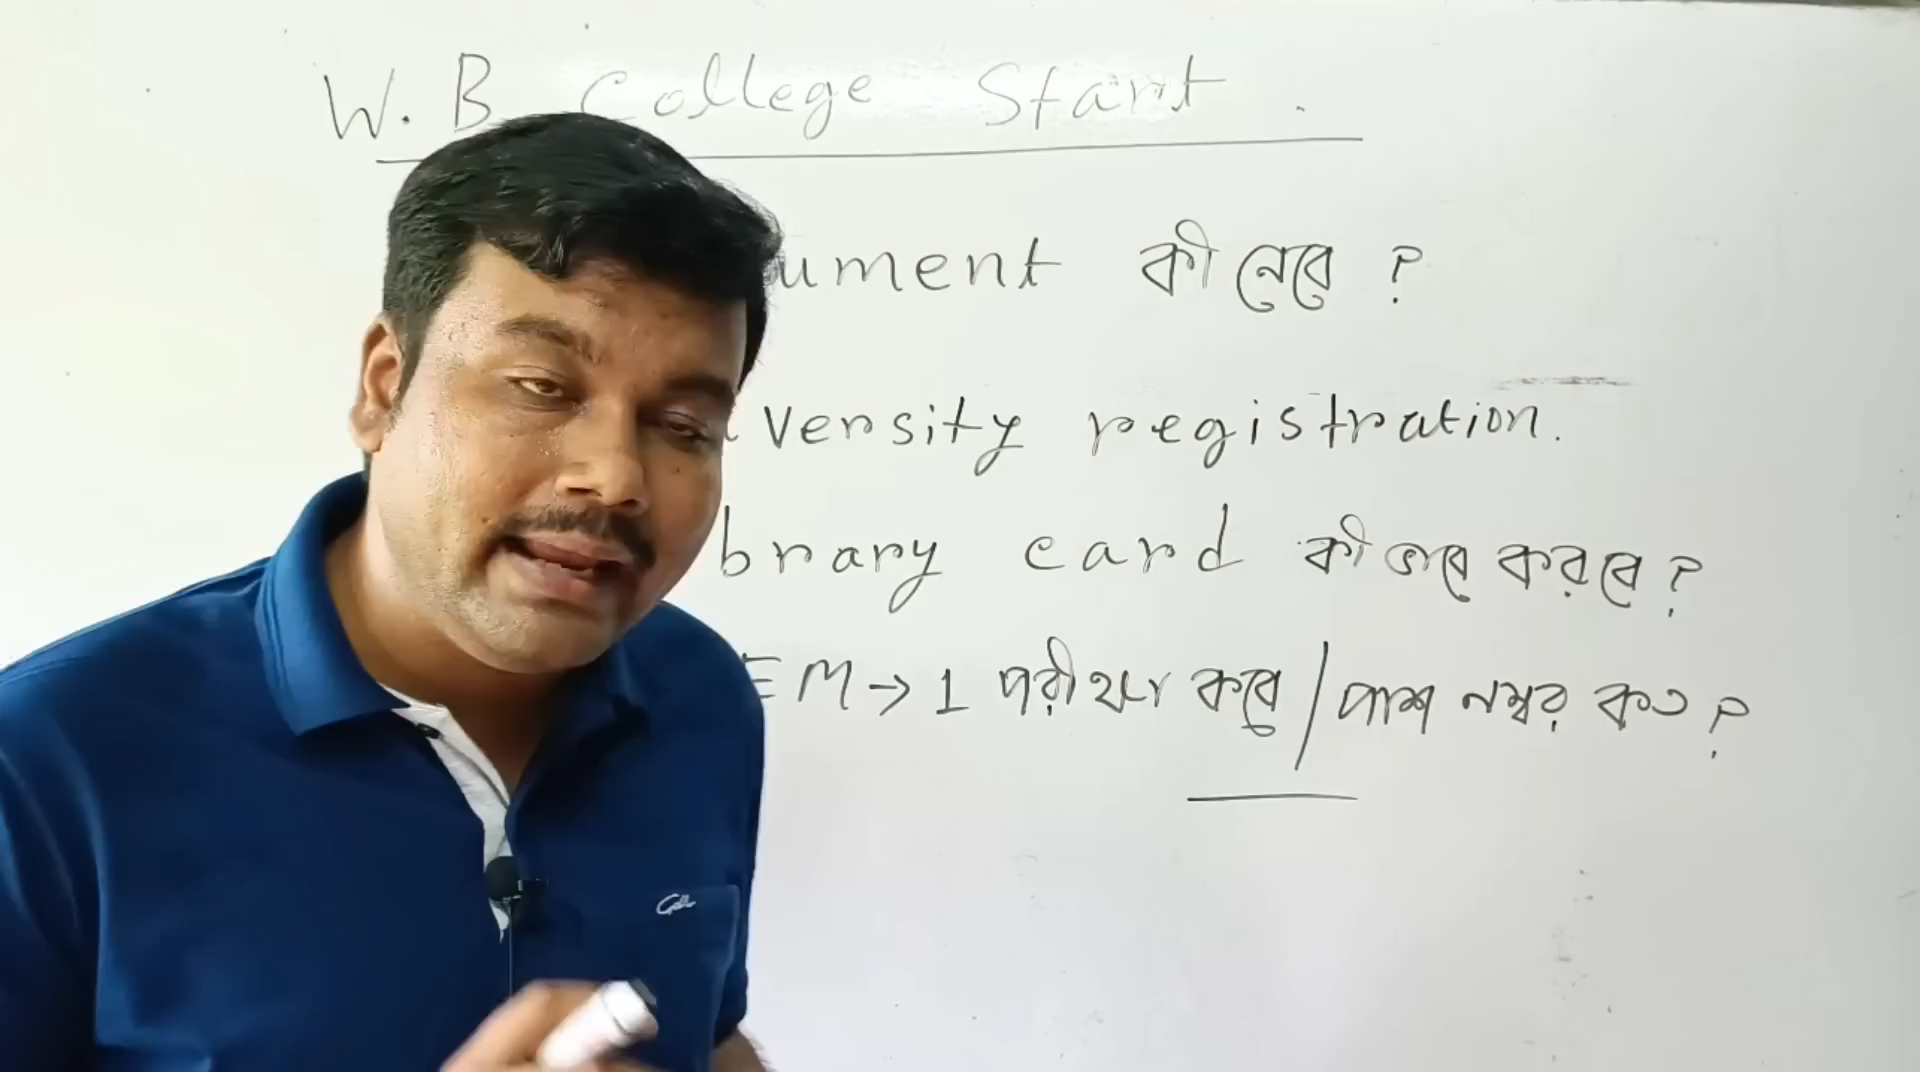 W. B College Start.
ument কী নেবে ?
versity registration.
brary card কী ভাবে করবে ?
EM → 1 পরীক্ষা কবে / পাশ নম্বর কত ?